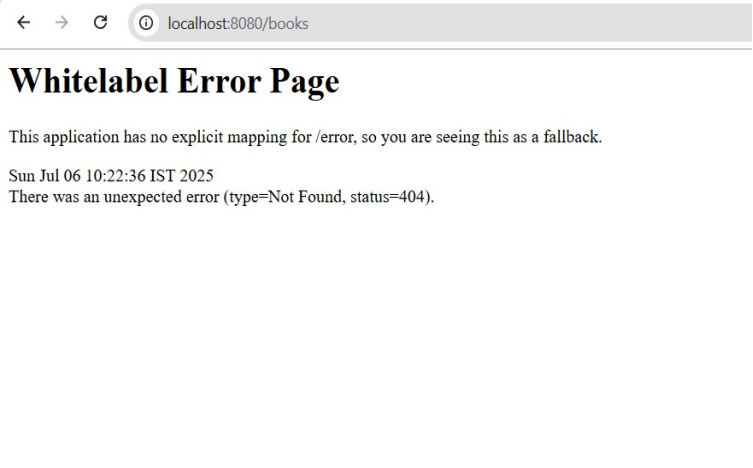 localhost:8080/books
Whitelabel Error Page
This application has no explicit mapping for /error, so you are seeing this as a fallback.
Sun Jul 06 10:22:36 IST 2025
There was an unexpected error (type=Not Found, status=404).